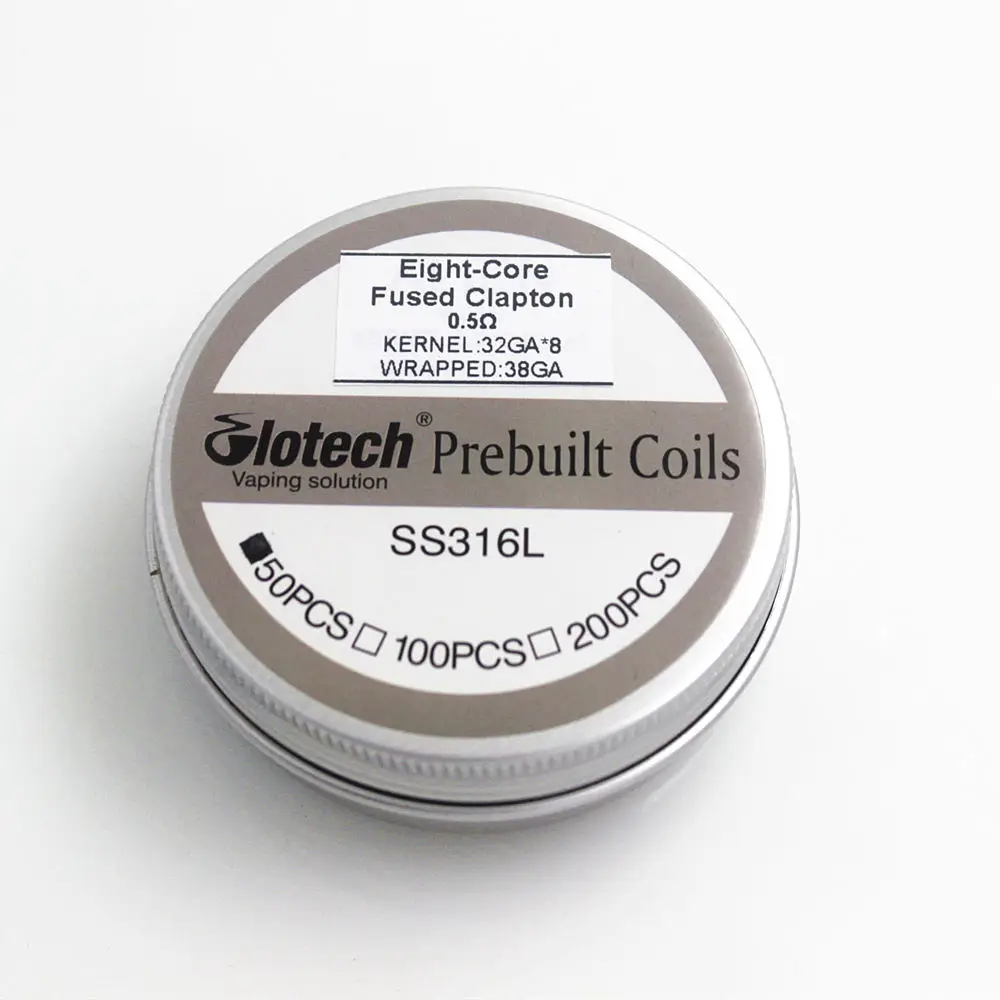 Eight-Core
Fused Clapton
0.5Ω
KERNEL:32GA*8
WRAPPED:38GA
Elotech® Prebuilt Coils
Vaping solution
SS316L
■50PCS□100PCS□200PCS